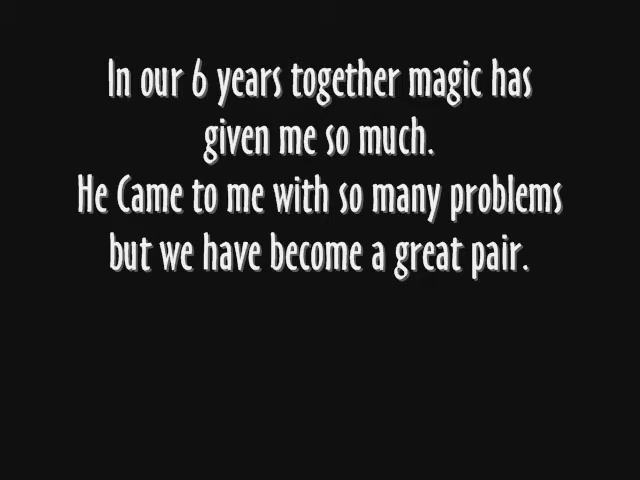 In our 6 years together magic has
given me so much.
He Came to me with so many problems
but we have become a great pair.